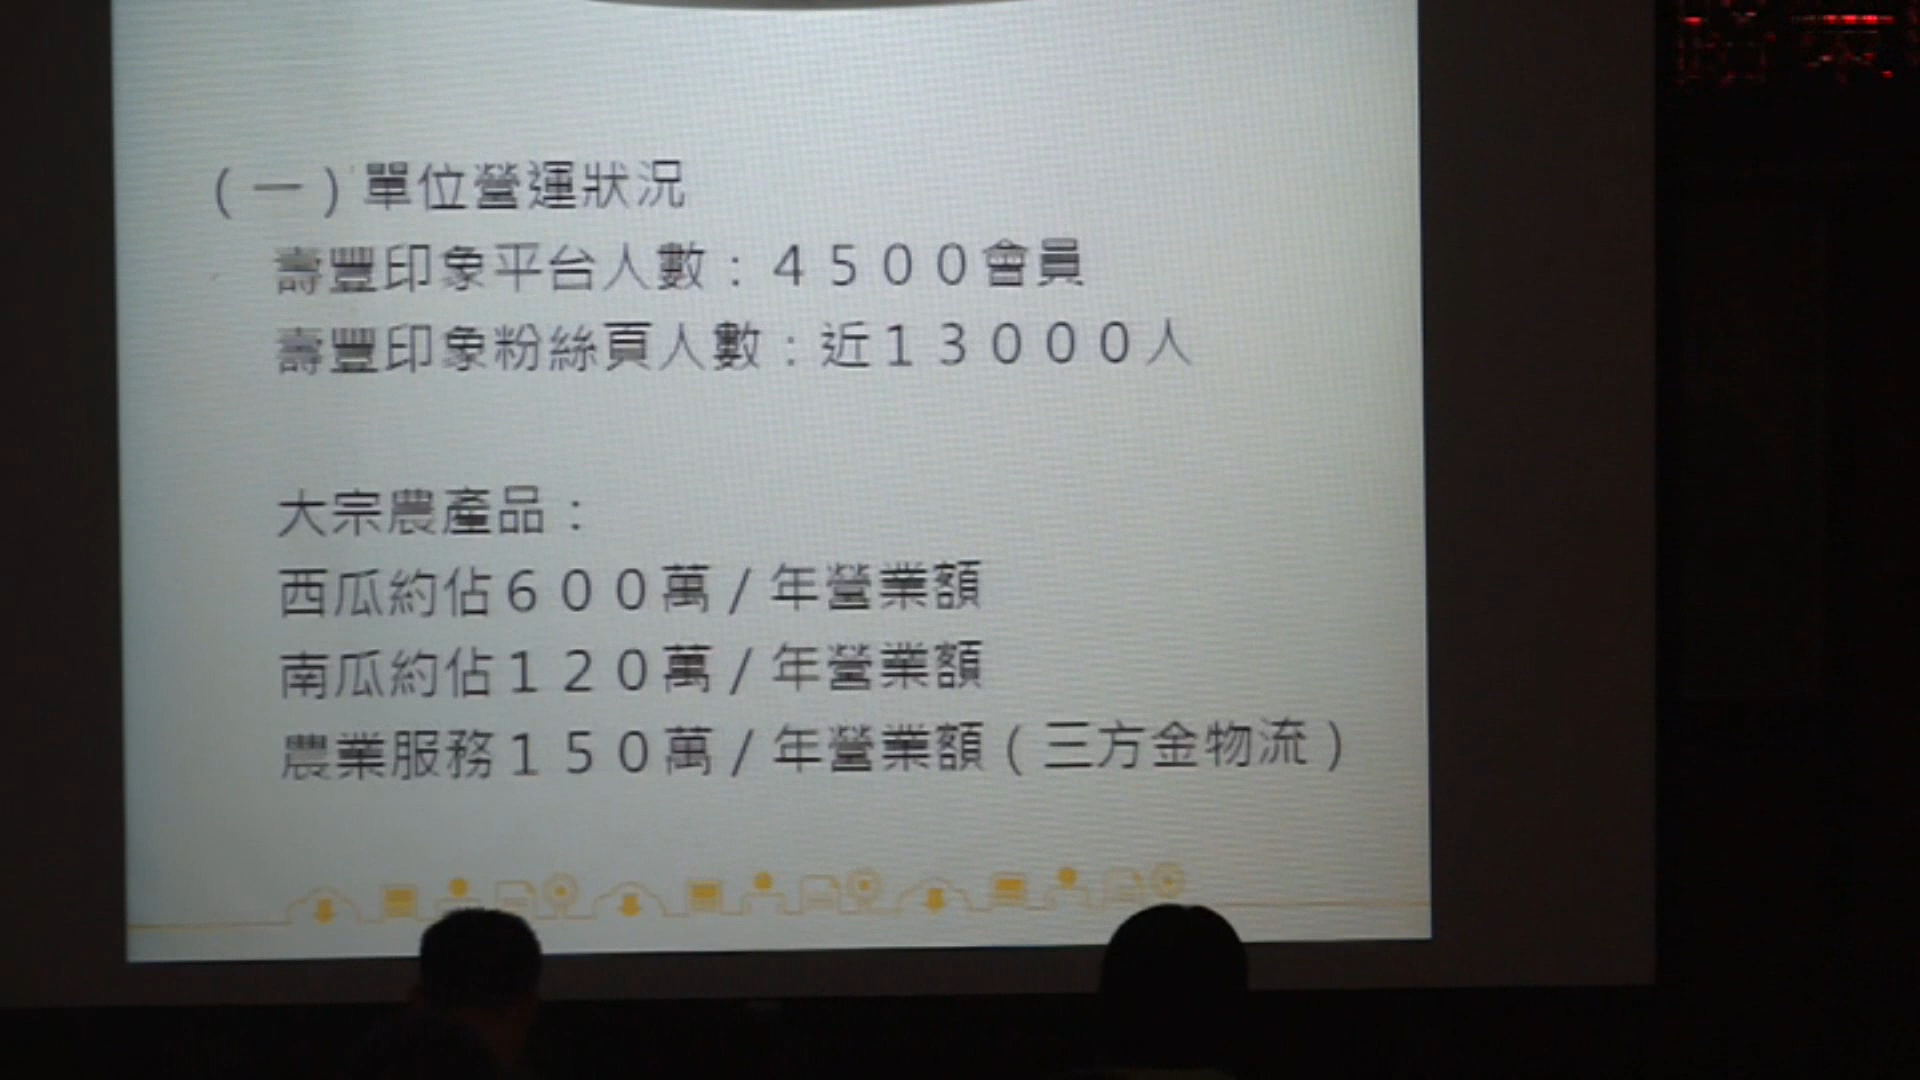 （一）單位營運狀況
壽豐印象平台人數：４５００會員
壽豐印象粉絲頁人數：近１３０００人
大宗農產品：
西瓜約佔６００萬／年營業額
南瓜約佔１２０萬／年營業額
農業服務１５０萬／年營業額（三方金物流）